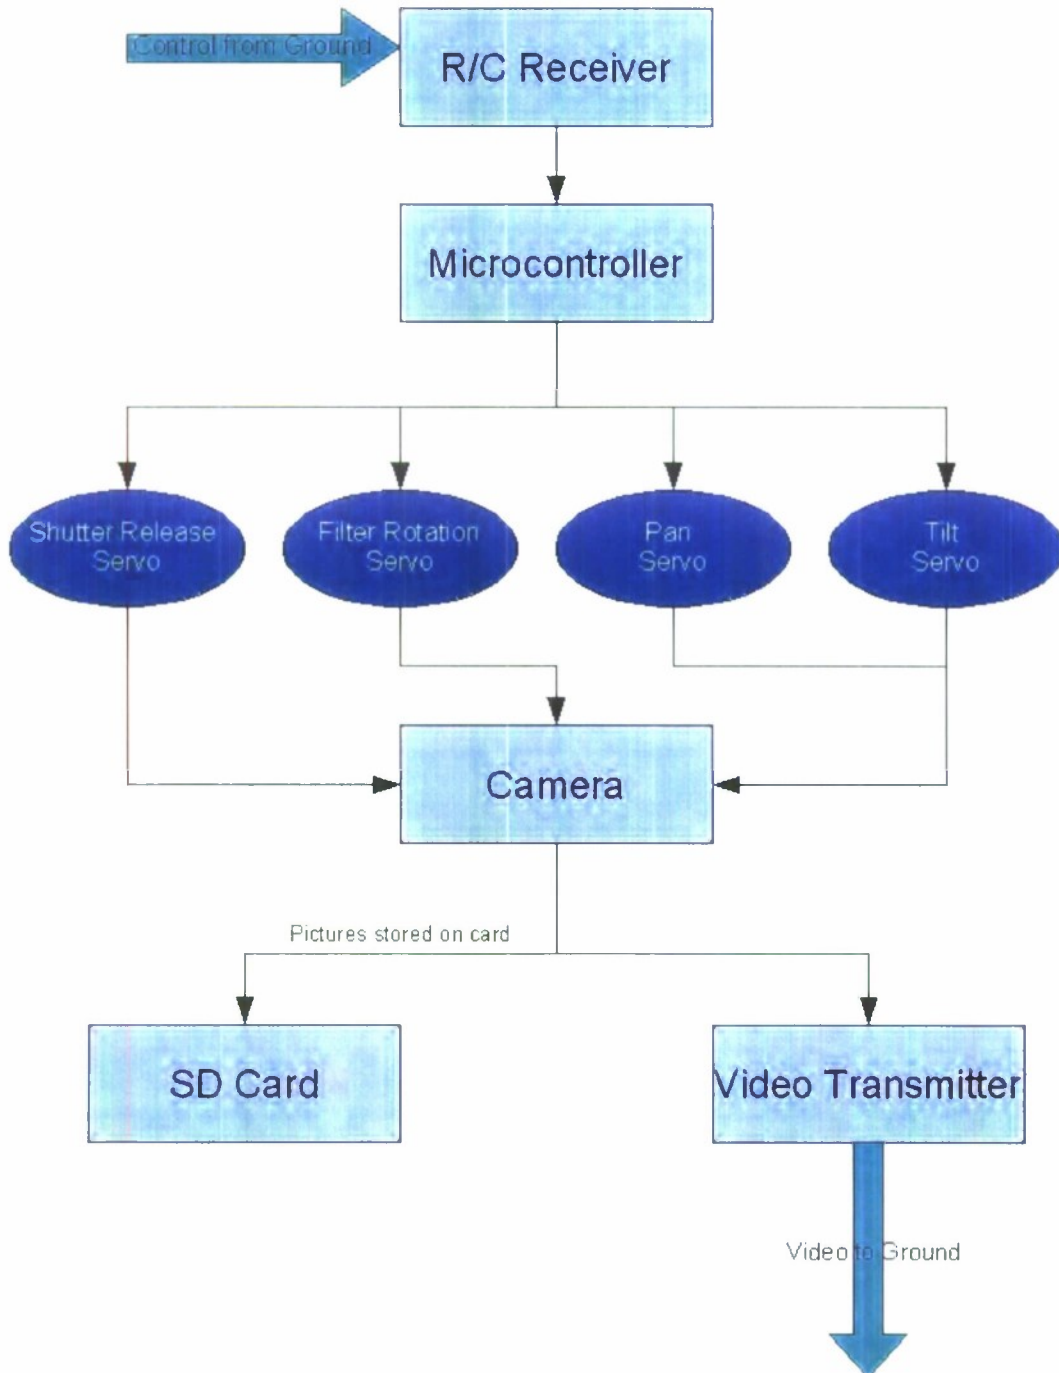 Control from Ground
R/C Receiver
Microcontroller
Shutter Release
Servo
Filter Rotation
Servo
Pan
Servo
Tilt
Servo
Camera
Pictures stored on card
SD Card
Video Transmitter
Video to Ground